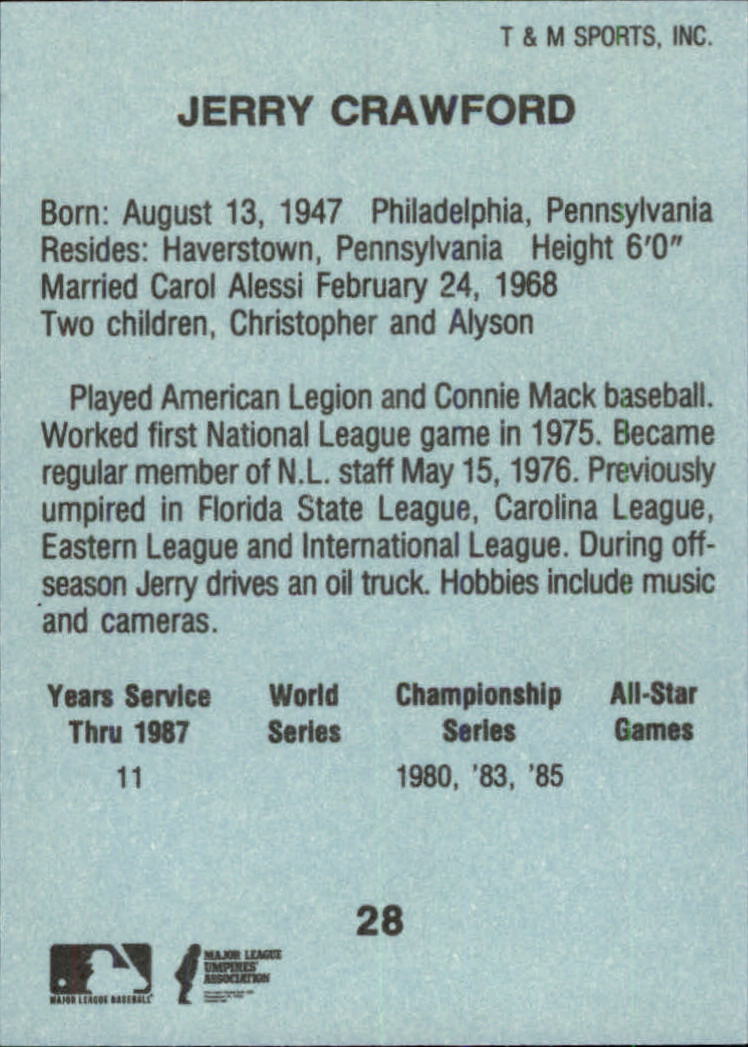 T & M SPORTS, INC.
JERRY CRAWFORD
Born: August 13, 1947 Philadelphia, Pennsylvania
Resides: Haverstown, Pennsylvania Height 6'0"
Married Carol Alessi February 24, 1968
Two children, Christopher and Alyson
Played American Legion and Connie Mack baseball.
Worked first National League game in 1975. Became
regular member of N.L. staff May 15, 1976. Previously
umpired in Florida State League, Carolina League,
Eastern League and International League. During off-
season Jerry drives an oil truck. Hobbies include music
and cameras.
Years Service World Championship All-Star
Thru 1987 Series Series Games
11 1980, '83, '85
28
MAJOR LEAGUE BASEBALL
MAJOR LEAGUE
UMPIRES'
ASSOCIATION